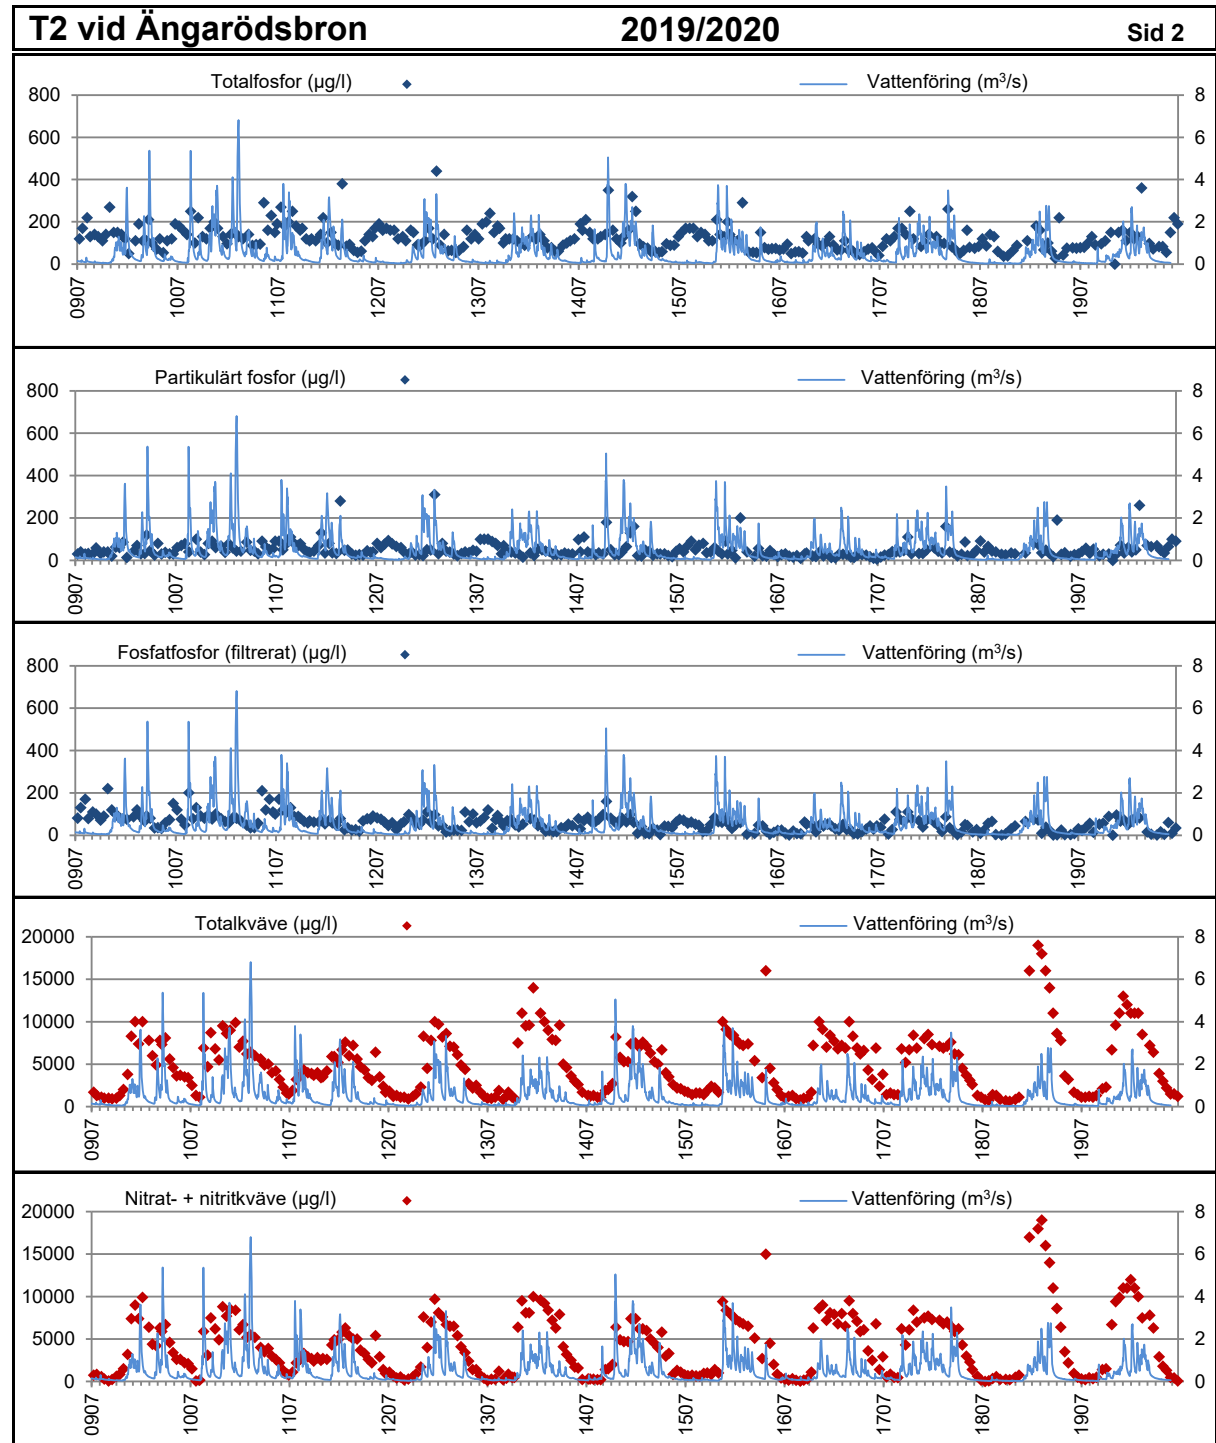 T2 vid Ängarödsbron 2019/2020 Sid 2
Totalfosfor (µg/l) Vattenföring (m³/s)
800 8
600 6
400 4
200 2
0 0
0907 1007 1107 1207 1307 1407 1507 1607 1707 1807 1907
Partikulärt fosfor (µg/l) Vattenföring (m³/s)
800 8
600 6
400 4
200 2
0 0
0907 1007 1107 1207 1307 1407 1507 1607 1707 1807 1907
Fosfatfosfor (filtrerat) (µg/l) Vattenföring (m³/s)
800 8
600 6
400 4
200 2
0 0
0907 1007 1107 1207 1307 1407 1507 1607 1707 1807 1907
Totalkväve (µg/l) Vattenföring (m³/s)
20000 8
15000 6
10000 4
5000 2
0 0
0907 1007 1107 1207 1307 1407 1507 1607 1707 1807 1907
Nitrat- + nitritkväve (µg/l) Vattenföring (m³/s)
20000 8
15000 6
10000 4
5000 2
0 0
0907 1007 1107 1207 1307 1407 1507 1607 1707 1807 1907